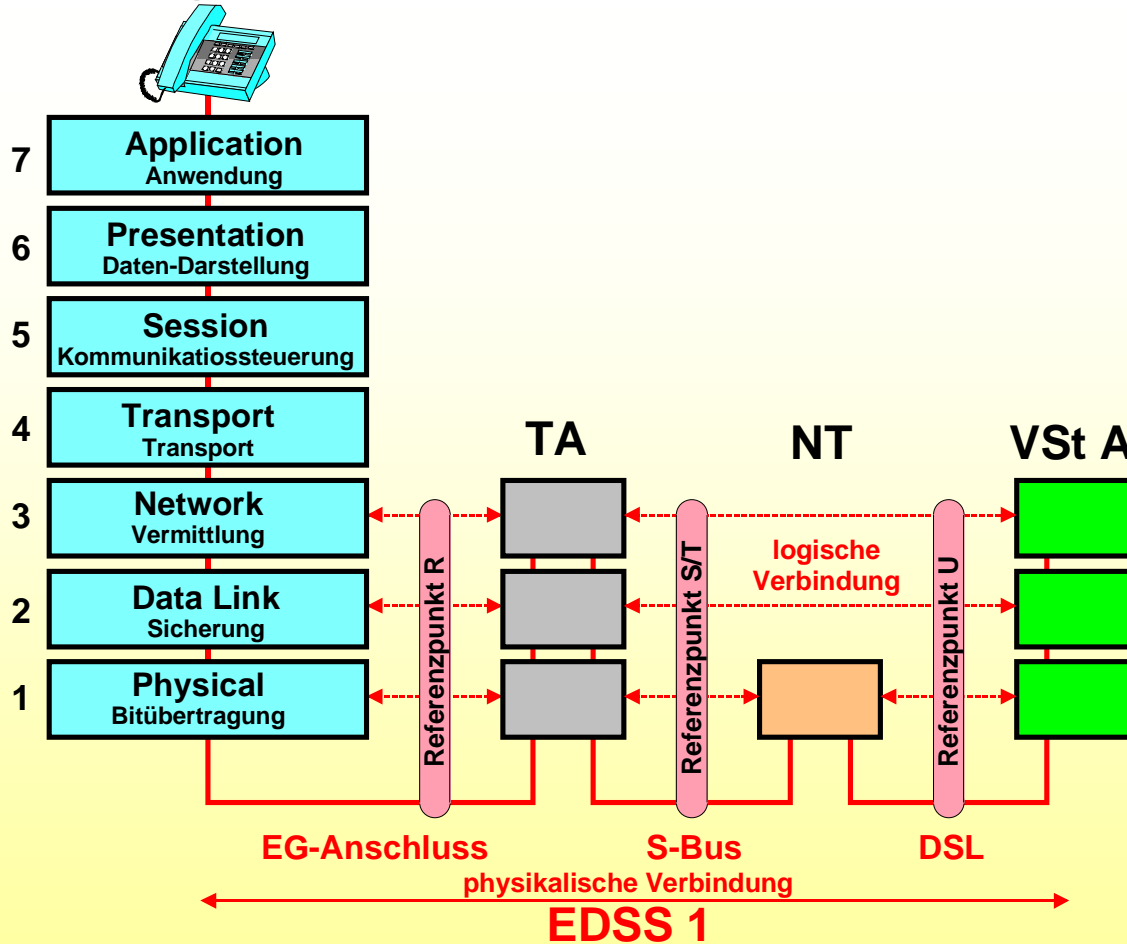 7
Application
Anwendung
6
Presentation
Daten-Darstellung
5
Session
Kommunikatiossteuerung
4
Transport
Transport
TA
NT
VSt A
3
Network
Vermittlung
2
Data Link
Sicherung
1
Physical
Bitübertragung
Referenzpunkt R
Referenzpunkt S/T
logische
Verbindung
Referenzpunkt U
EG-Anschluss
S-Bus
DSL
physikalische Verbindung
EDSS 1